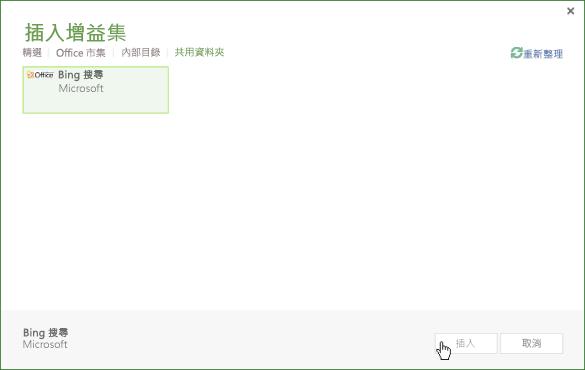 插入增益集
精選 Office 市集 內部目錄 共用資料夾
重新整理
Office Bing 搜尋
Microsoft
Bing 搜尋
Microsoft
插入 取消